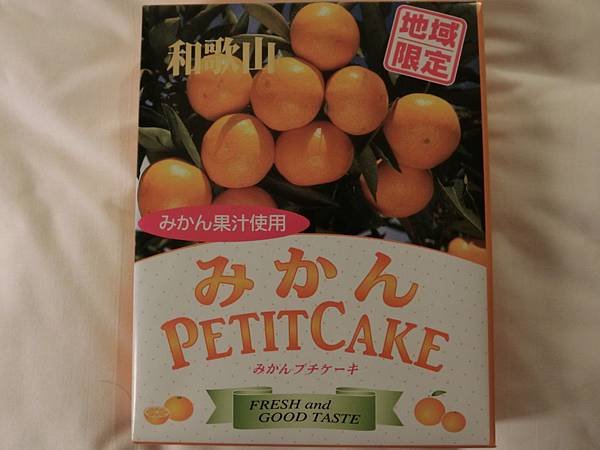 和歌山
地域
限定
みかん果汁使用
みかん
PETITCAKE
みかんプチケーキ
FRESH and
GOOD TASTE